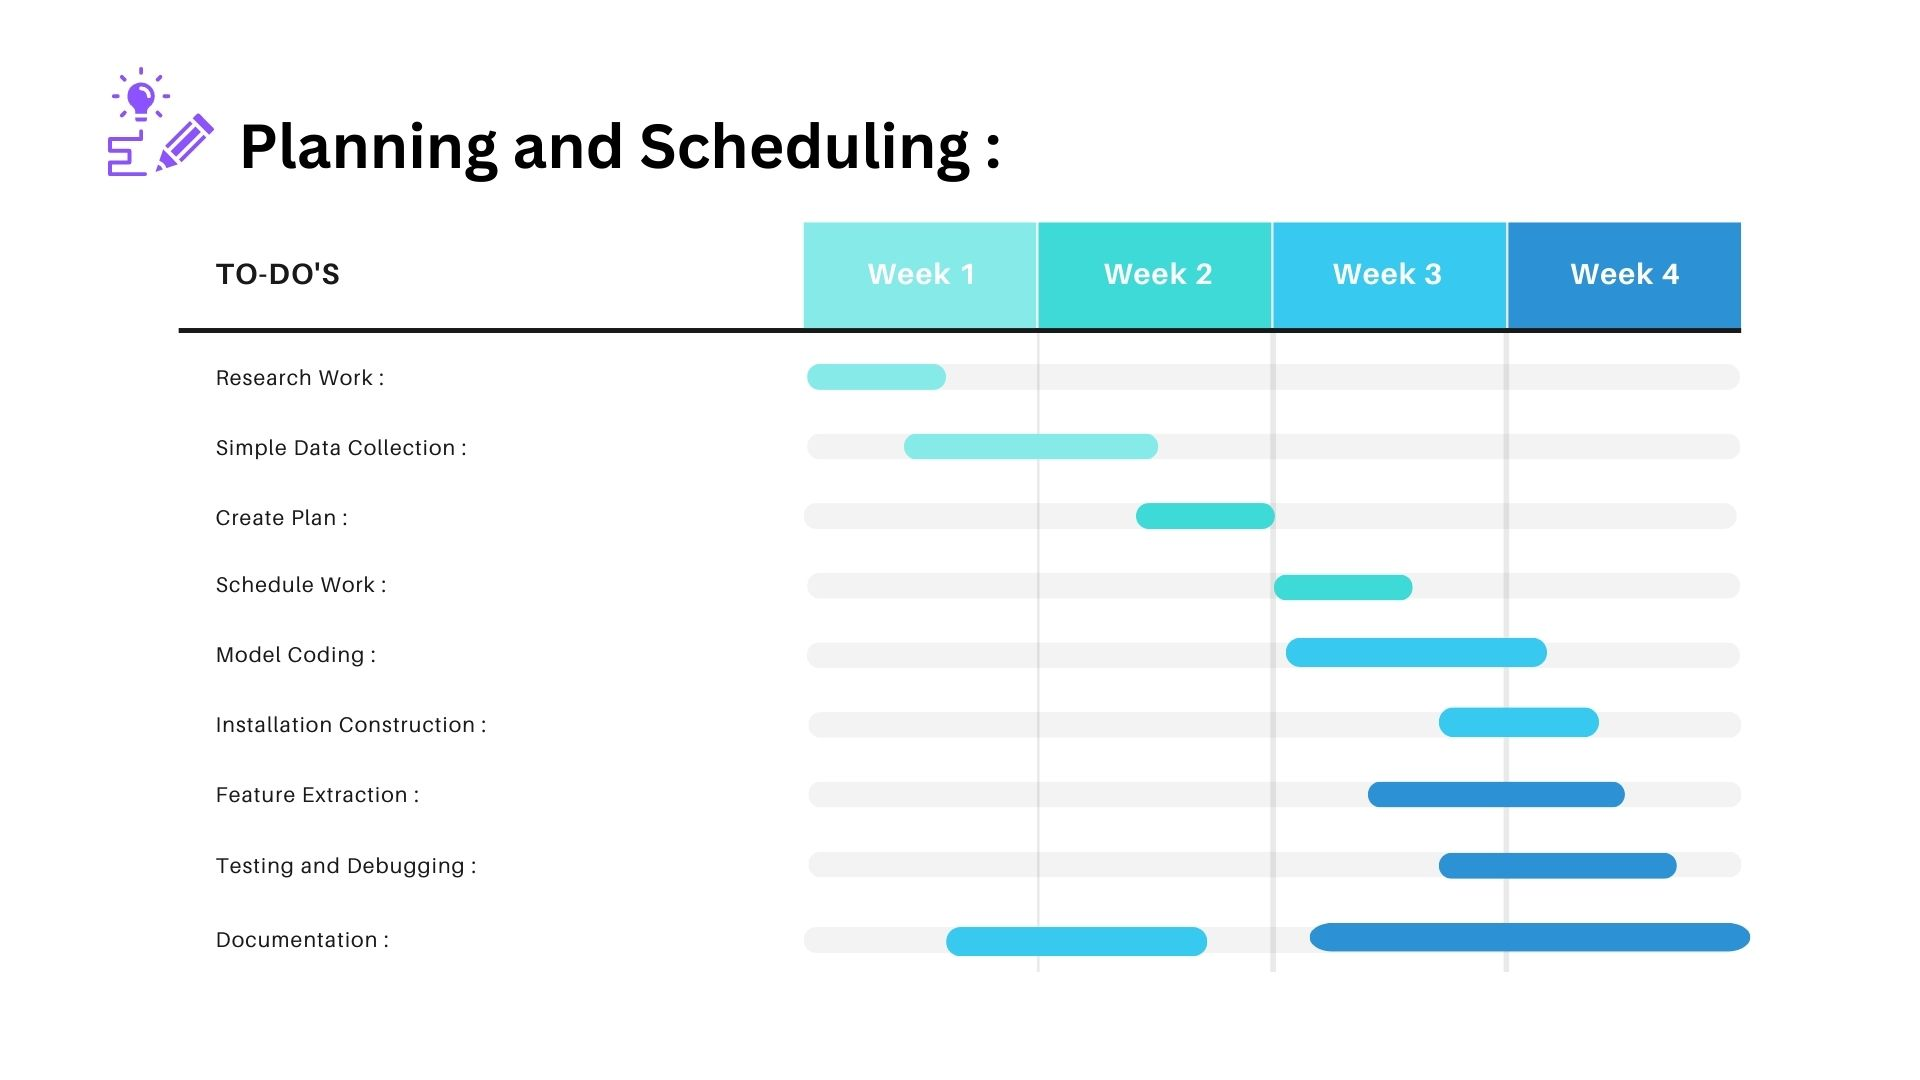 Planning and Scheduling :
TO-DO'S
Week 1
Week 2
Week 3
Week 4
Research Work :
Simple Data Collection :
Create Plan :
Schedule Work :
Model Coding :
Installation Construction :
Feature Extraction :
Testing and Debugging :
Documentation :